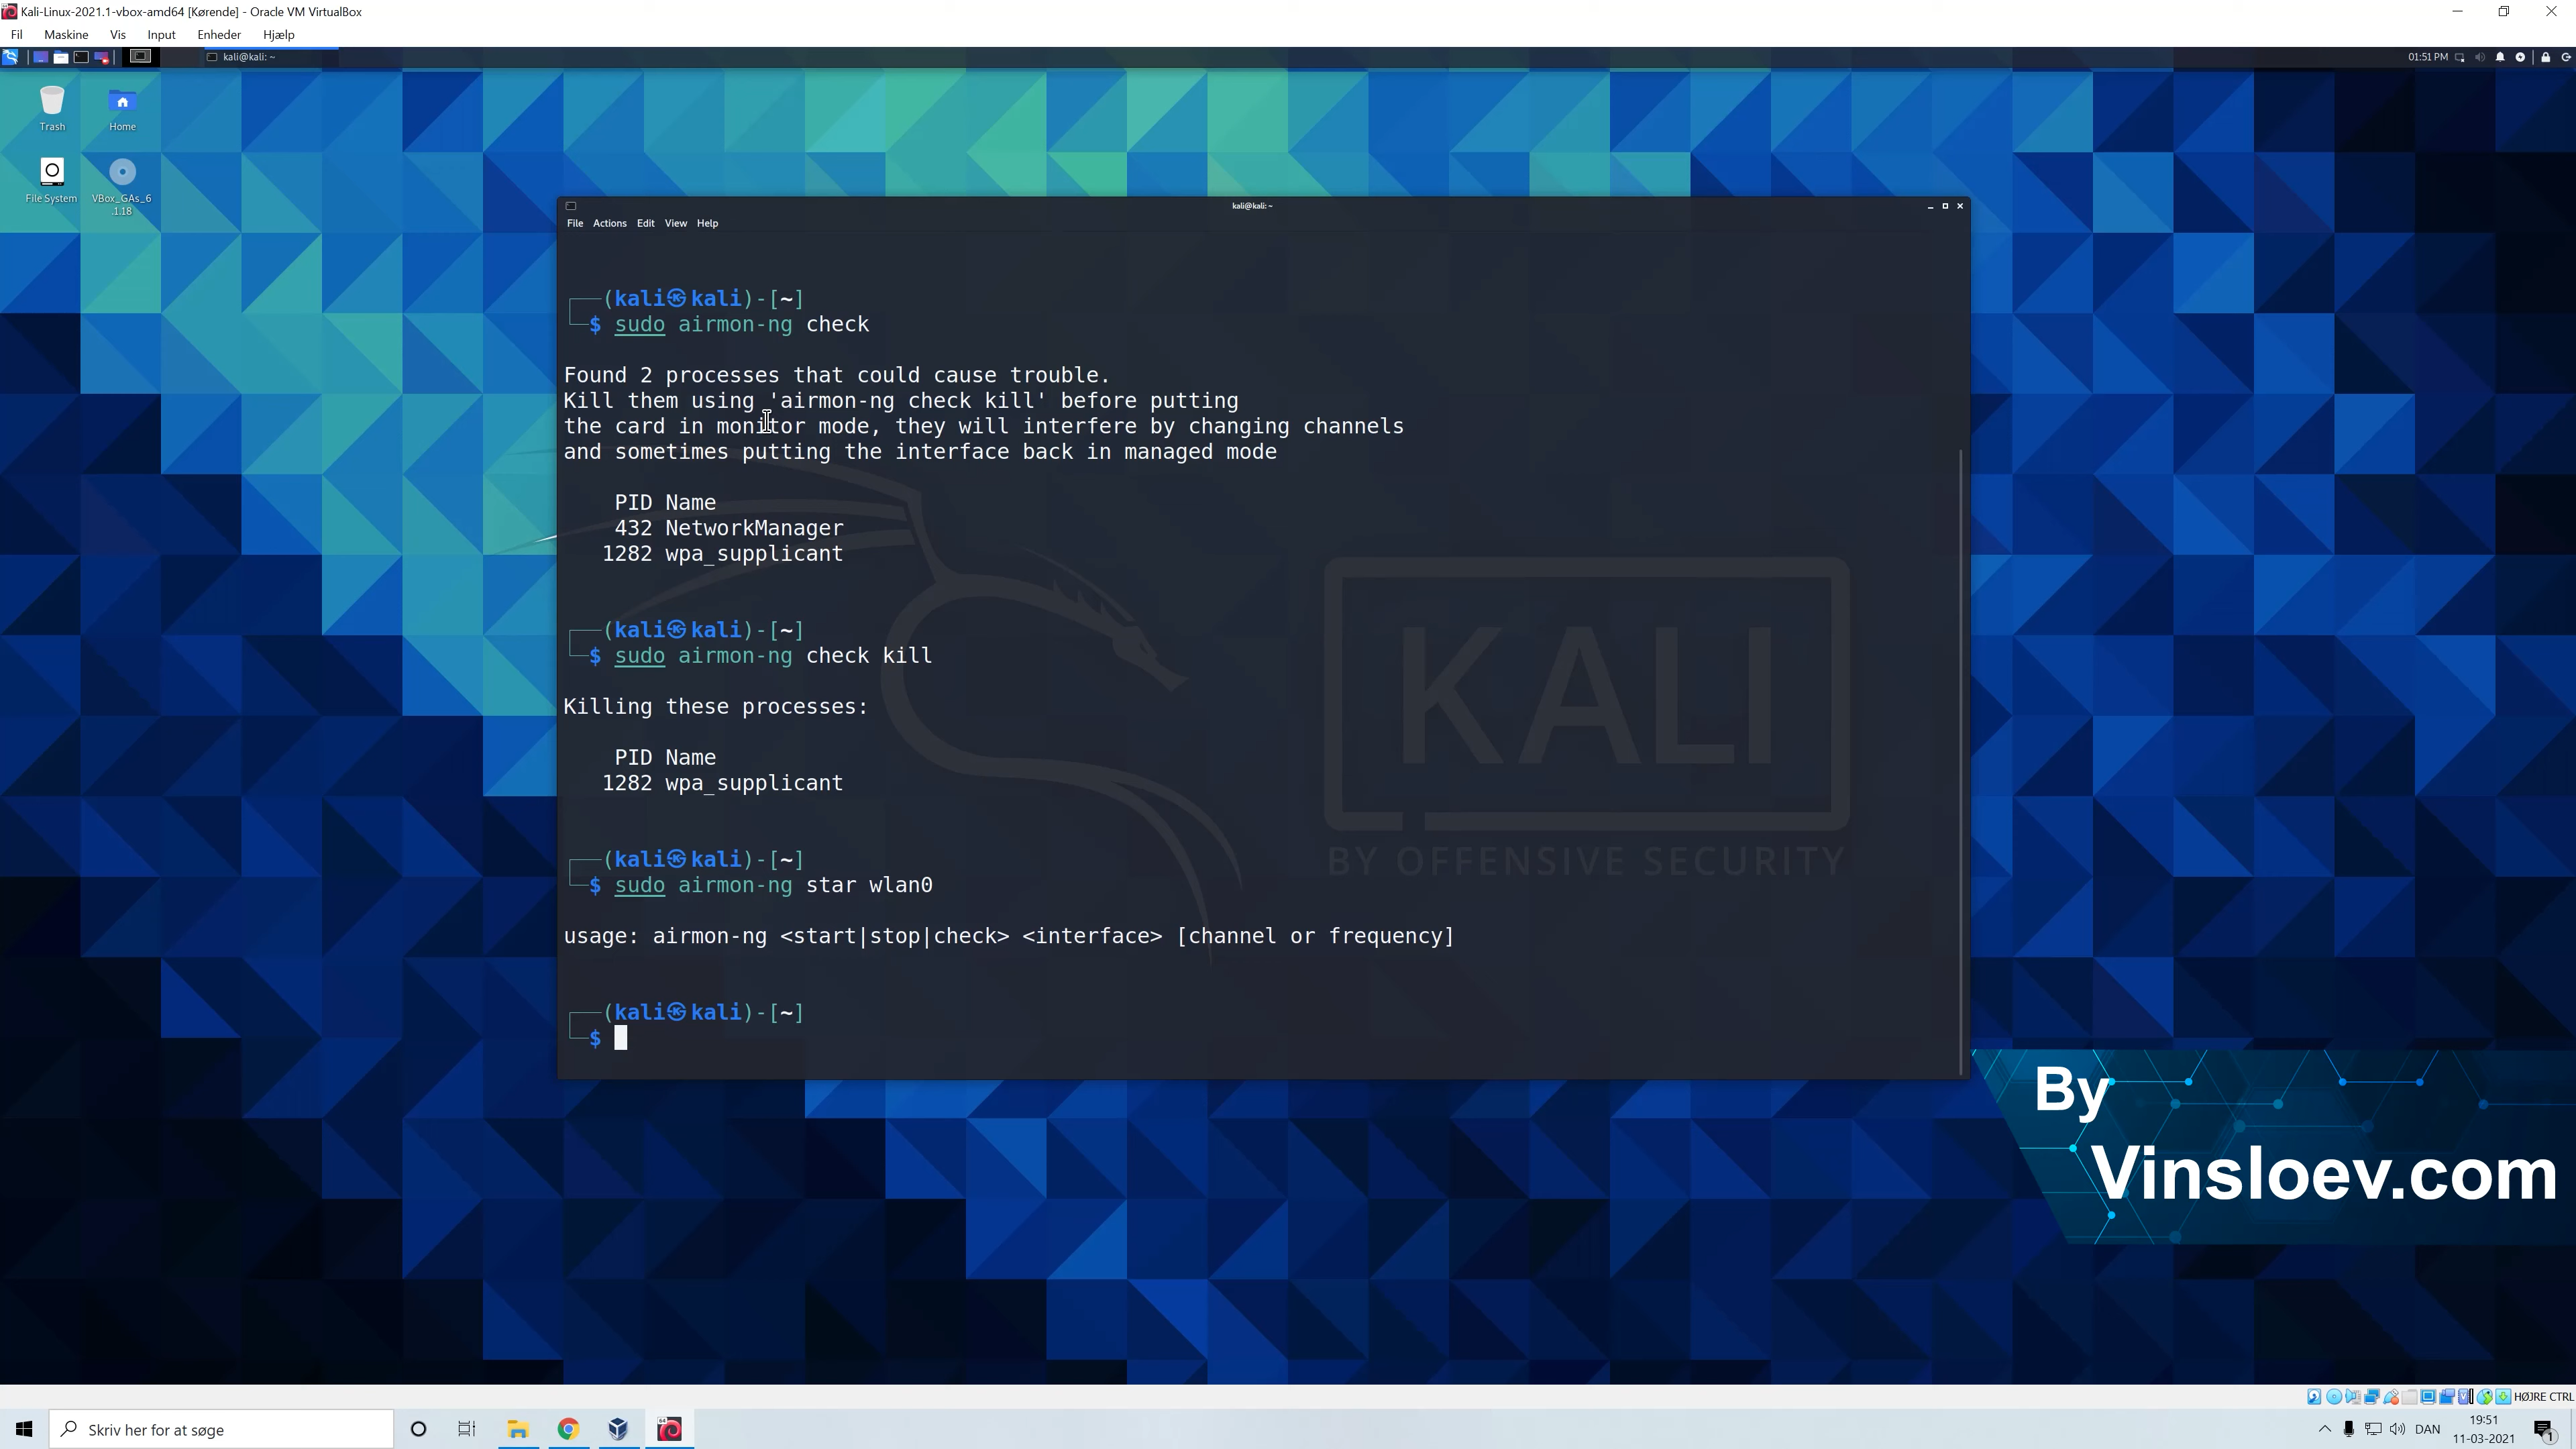 Kali-Linux-2021.1-vbox-amd64 [Kørende] - Oracle VM VirtualBox
Fil Maskine Vis Input Enheder Hjælp
kali@kali: ~
01:51 PM
Trash
Home
File System
VBox_GAs_6
.1.18
kali@kali: ~
File Actions Edit View Help
(kali㉿kali)-[~]
$ sudo airmon-ng check
Found 2 processes that could cause trouble.
Kill them using 'airmon-ng check kill' before putting
the card in monitor mode, they will interfere by changing channels
and sometimes putting the interface back in managed mode
PID Name
432 NetworkManager
1282 wpa_supplicant
(kali㉿kali)-[~]
$ sudo airmon-ng check kill
Killing these processes:
PID Name
1282 wpa_supplicant
(kali㉿kali)-[~]
$ sudo airmon-ng star wlan0
usage: airmon-ng <start|stop|check> <interface> [channel or frequency]
(kali㉿kali)-[~]
$
KALI
BY OFFENSIVE SECURITY
By
Vinsloev.com
HØJRE CTRL
Skriv her for at søge
64
DAN
19:51
11-03-2021
1